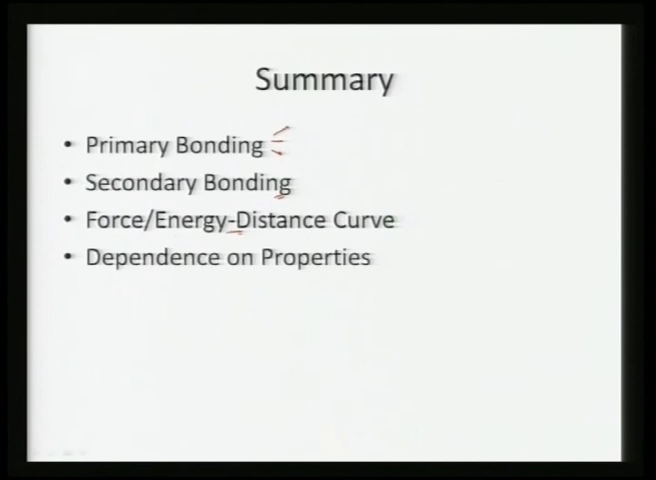 Summary
• Primary Bonding
• Secondary Bonding
• Force/Energy-Distance Curve
• Dependence on Properties